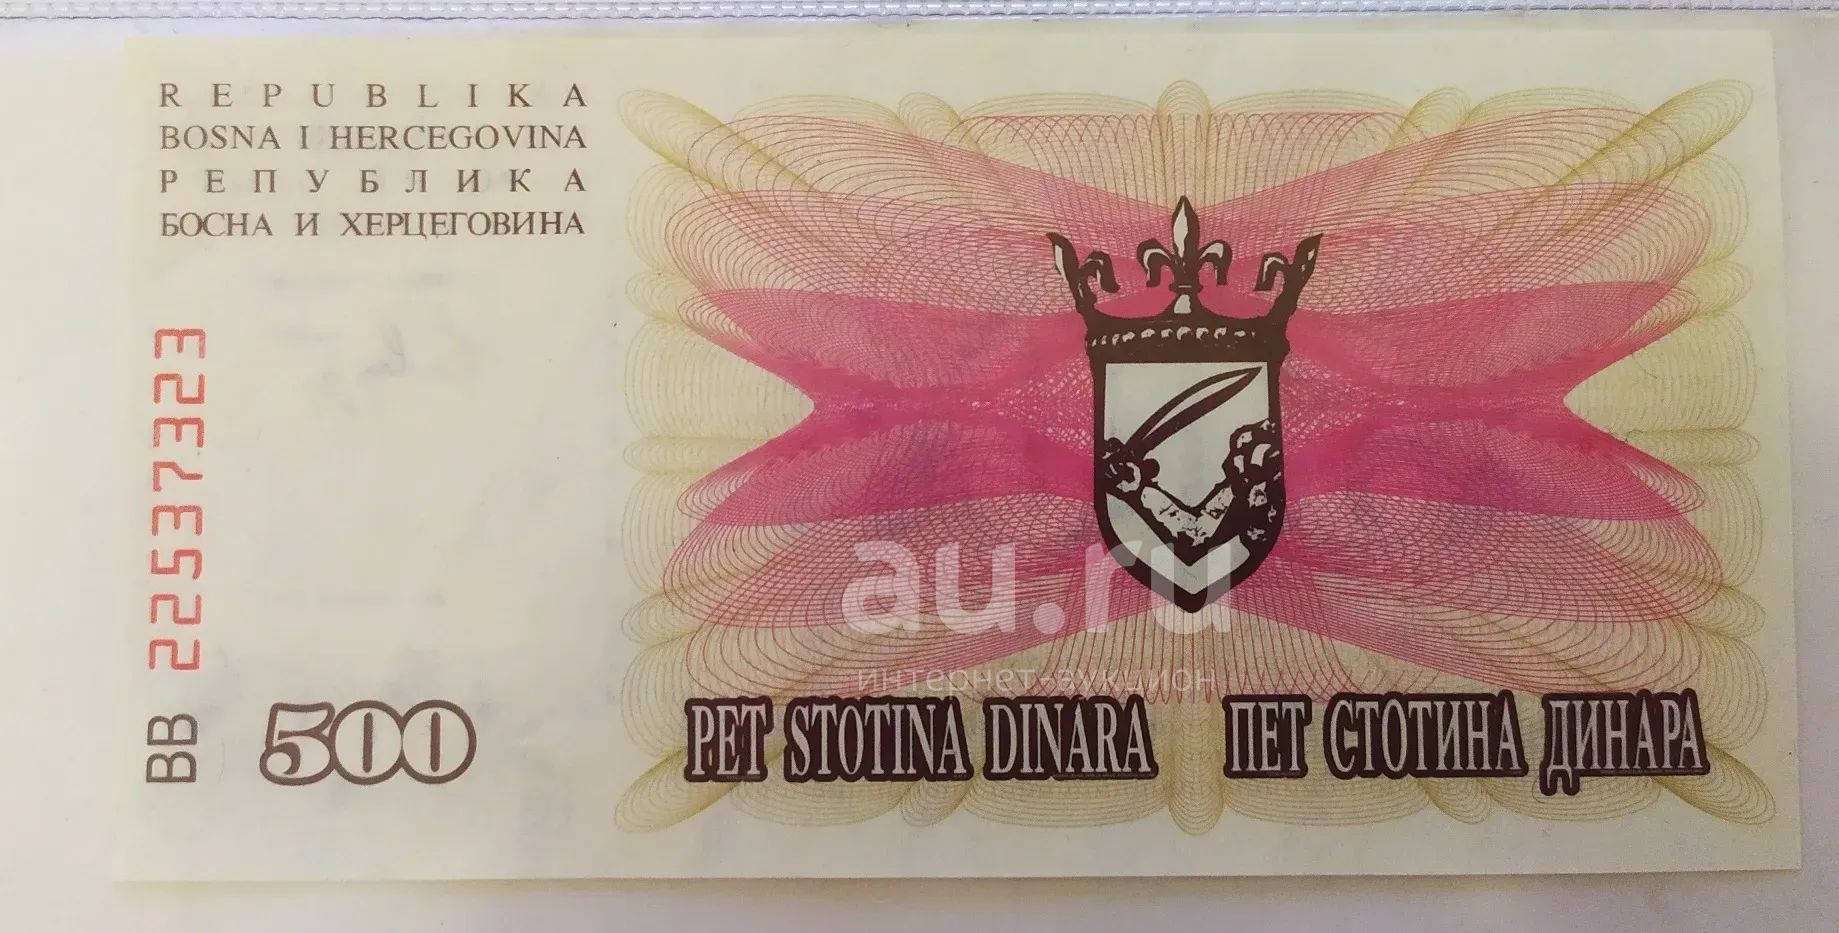 REPUBLIKA
BOSNA I HERCEGOVINA
РЕПУБЛИКА
БОСНА И ХЕРЦЕГОВИНА
BB 22537323
500
PET STOTINA DINARA ПЕТ СТОТИНА ДИНАРА
au.ru
интернет-аукцион